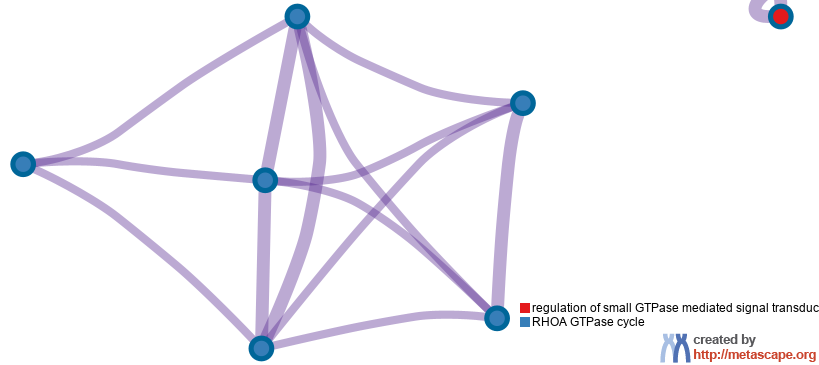 regulation of small GTPase mediated signal transduc
RHOA GTPase cycle
created by
http://metascape.org